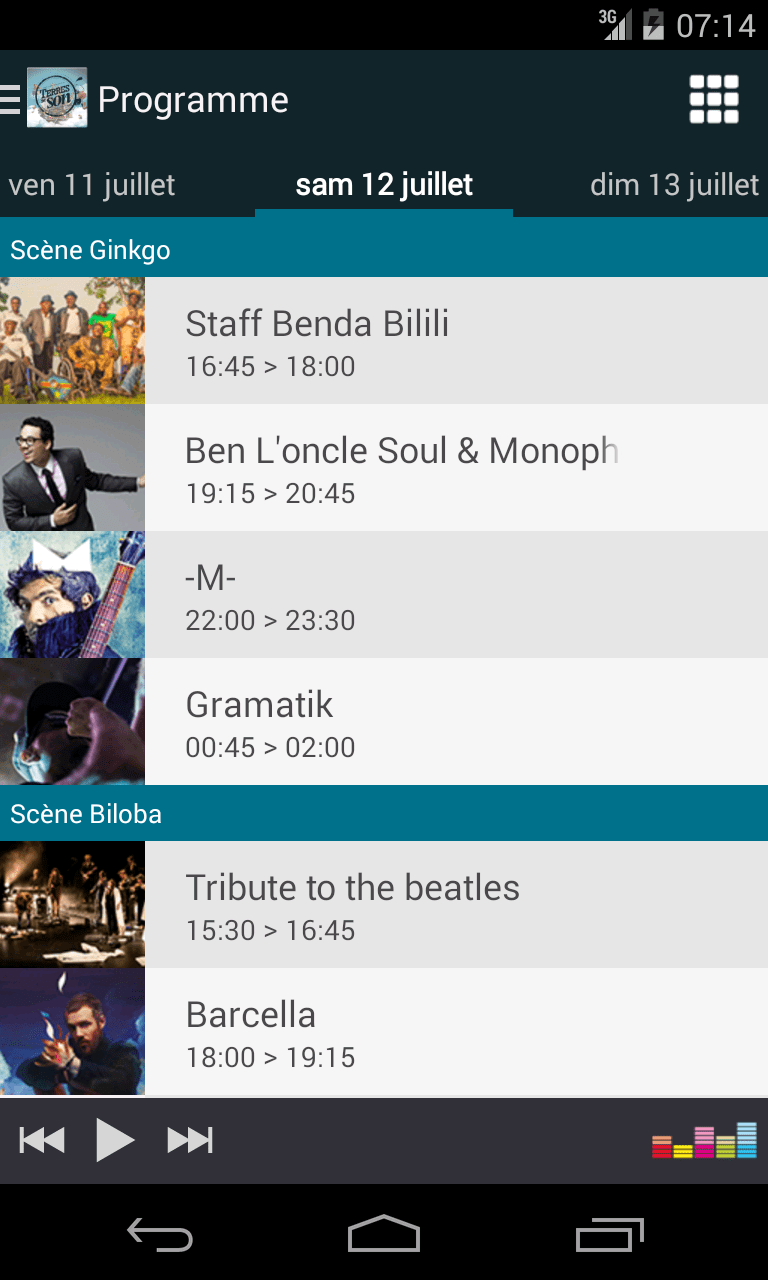 3G 07:14
TERRES
DU
SON
Programme
ven 11 juillet
sam 12 juillet
dim 13 juillet
Scène Ginkgo
Staff Benda Bilili
16:45 > 18:00
Ben L'oncle Soul & Monoph
19:15 > 20:45
-M-
22:00 > 23:30
Gramatik
00:45 > 02:00
Scène Biloba
Tribute to the beatles
15:30 > 16:45
Barcella
18:00 > 19:15